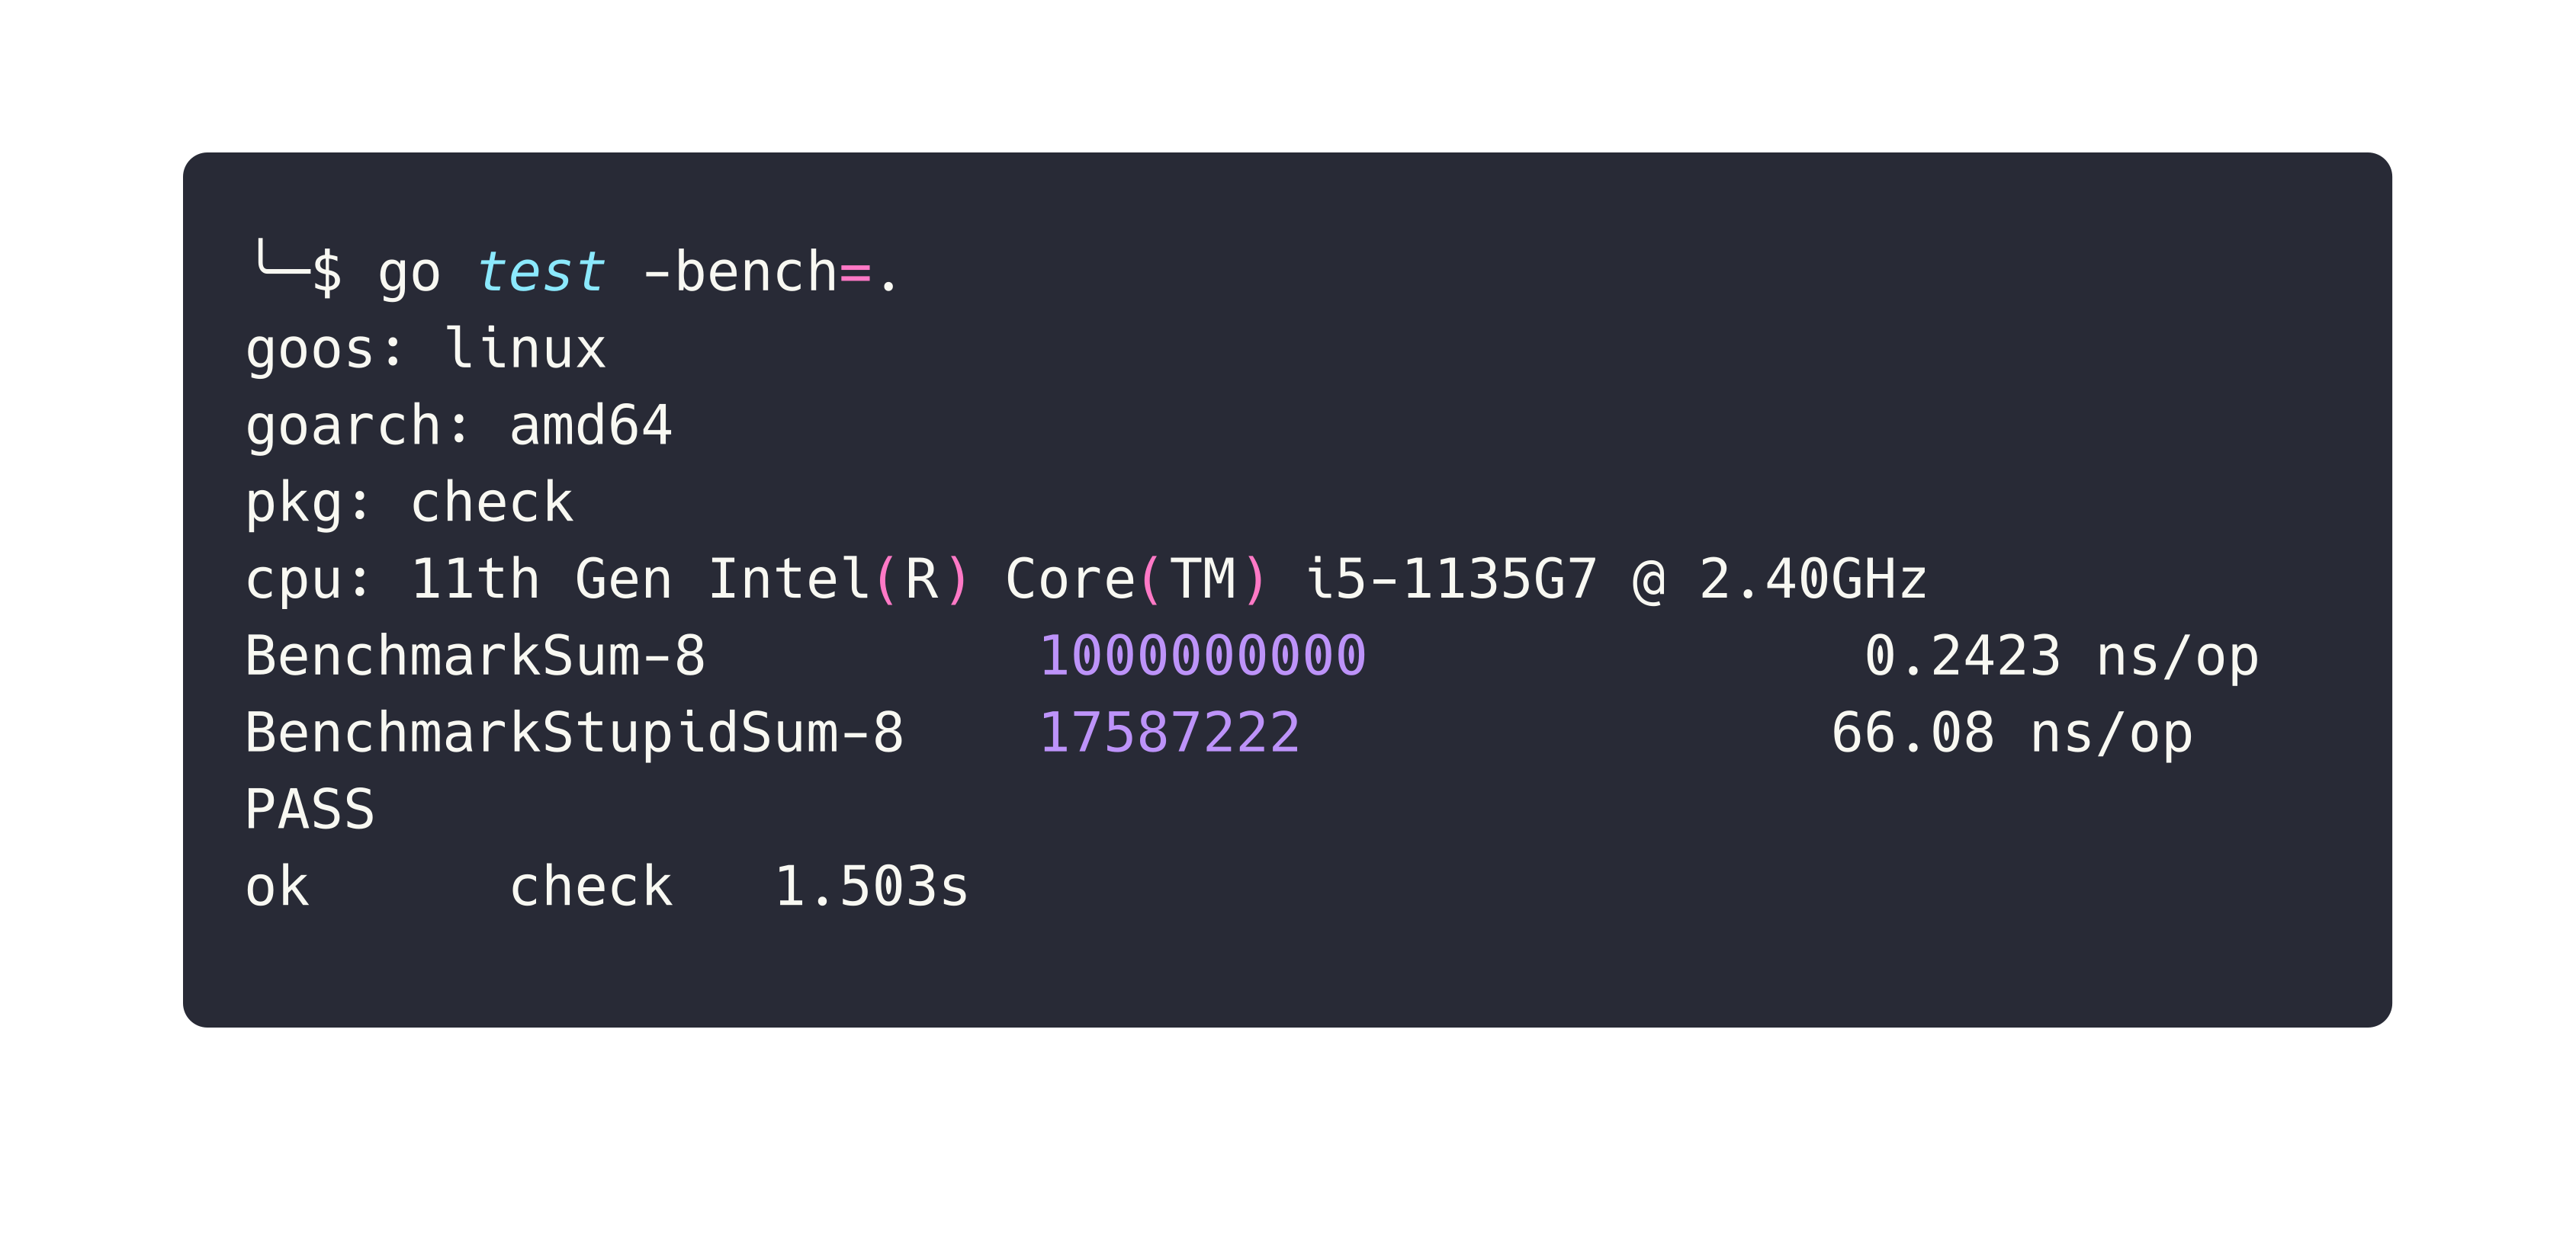 ╰─$ go test -bench=.
goos: linux
goarch: amd64
pkg: check
cpu: 11th Gen Intel(R) Core(TM) i5-1135G7 @ 2.40GHz
BenchmarkSum-8          1000000000               0.2423 ns/op
BenchmarkStupidSum-8    17587222                66.08 ns/op
PASS
ok      check   1.503s